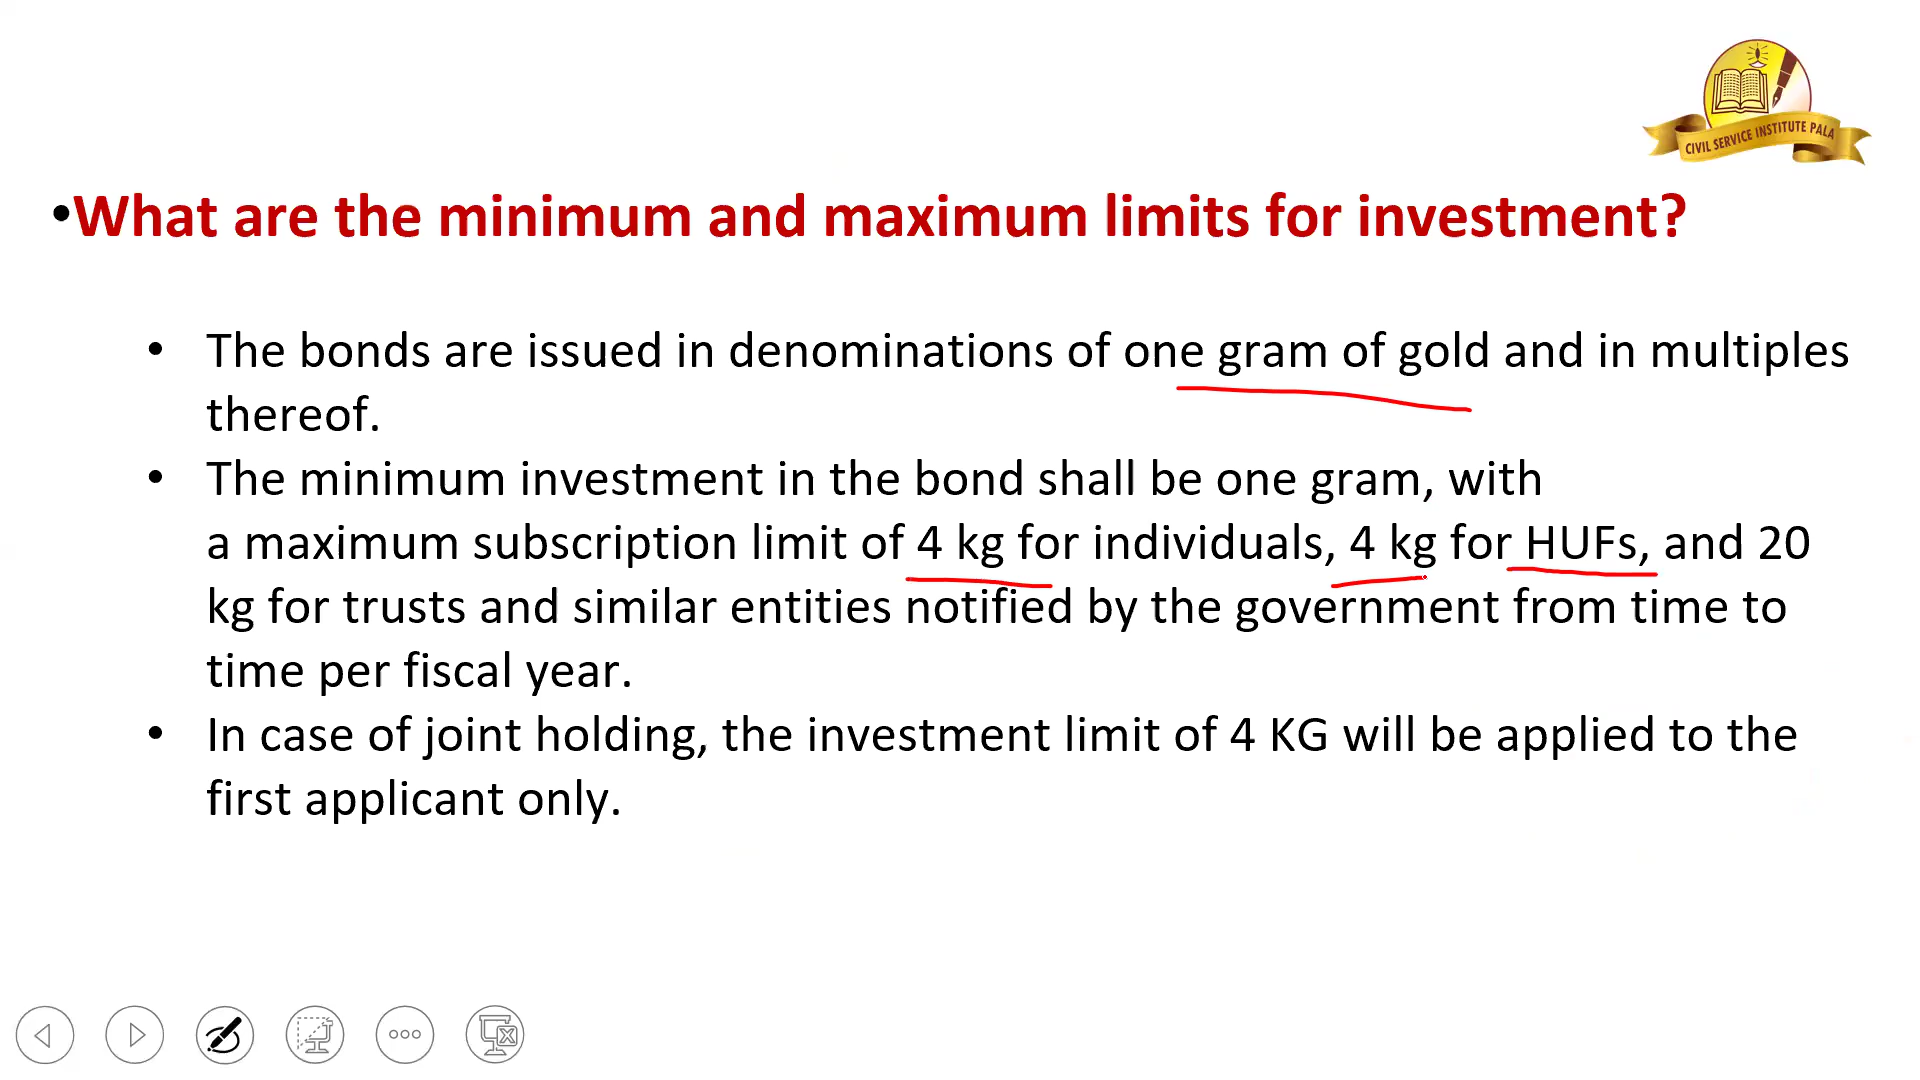 CIVIL SERVICE INSTITUTE PALA
•What are the minimum and maximum limits for investment?
• The bonds are issued in denominations of one gram of gold and in multiples
thereof.
• The minimum investment in the bond shall be one gram, with
a maximum subscription limit of 4 kg for individuals, 4 kg for HUFs, and 20
kg for trusts and similar entities notified by the government from time to
time per fiscal year.
• In case of joint holding, the investment limit of 4 KG will be applied to the
first applicant only.